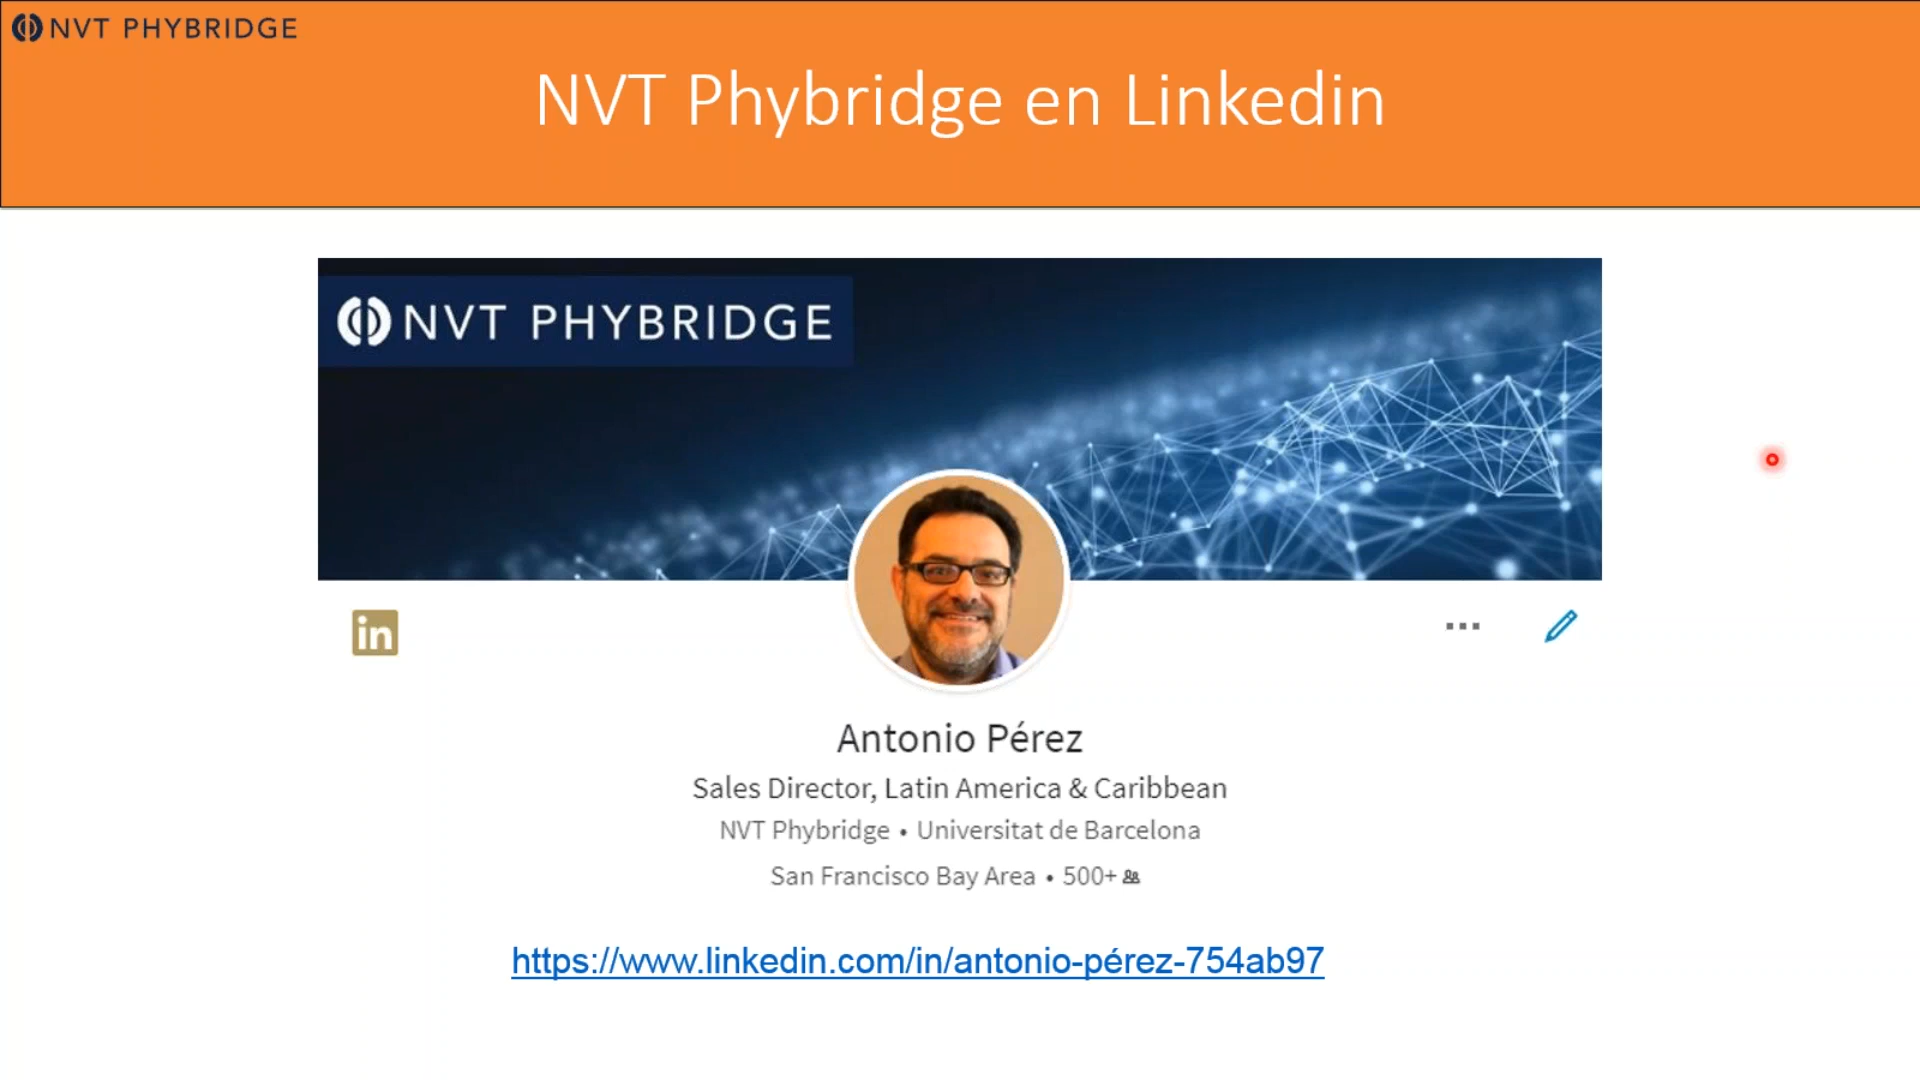 NVT PHYBRIDGE
NVT Phybridge en Linkedin
NVT PHYBRIDGE
in
Antonio Pérez
Sales Director, Latin America & Caribbean
NVT Phybridge • Universitat de Barcelona
San Francisco Bay Area • 500+
https://www.linkedin.com/in/antonio-pérez-754ab97